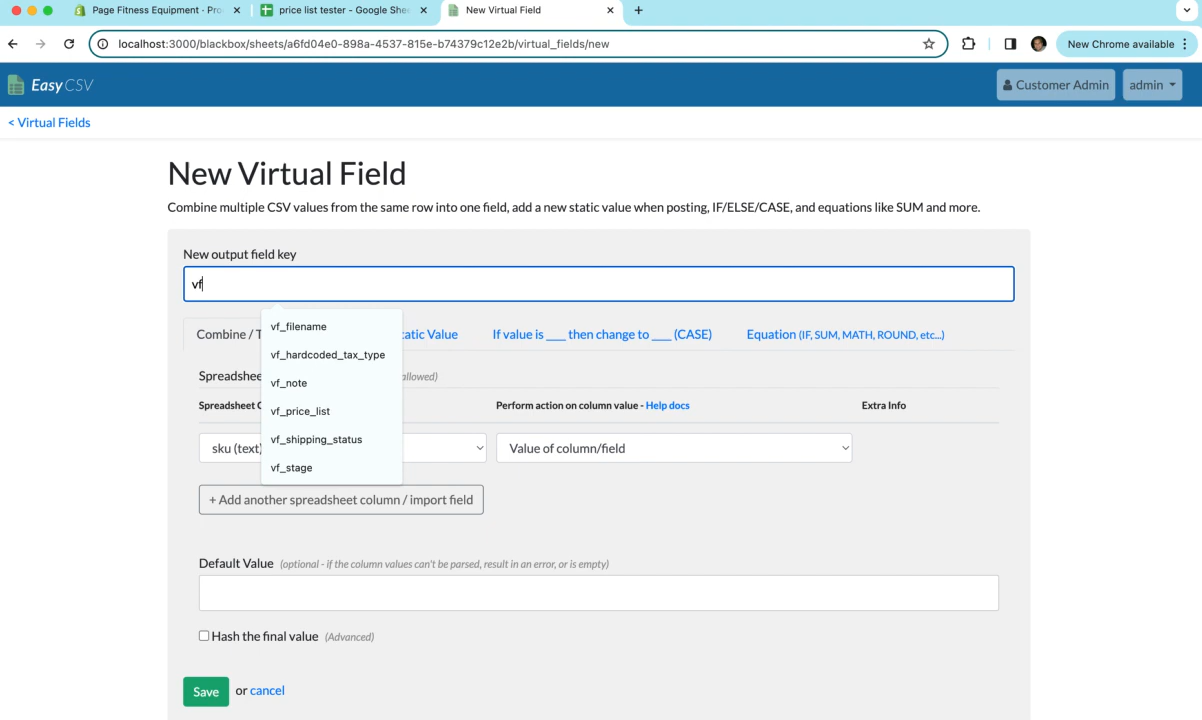 Page Fitness Equipment · Pro
price list tester - Google She
New Virtual Field
localhost:3000/blackbox/sheets/a6fd04e0-898a-4537-815e-b74379c12e2b/virtual_fields/new
New Chrome available
EasyCSV
Customer Admin
admin
< Virtual Fields
New Virtual Field
Combine multiple CSV values from the same row into one field, add a new static value when posting, IF/ELSE/CASE, and equations like SUM and more.
New output field key
vf
vf_filename
vf_hardcoded_tax_type
vf_note
vf_price_list
vf_shipping_status
vf_stage
Combine / T
tatic Value
If value is ___ then change to ___ (CASE)
Equation (IF, SUM, MATH, ROUND, etc...)
Spreadshee
allowed)
Spreadsheet C
Perform action on column value - Help docs
Extra Info
sku (text)
Value of column/field
+ Add another spreadsheet column / import field
Default Value (optional - if the column values can't be parsed, result in an error, or is empty)
Hash the final value (Advanced)
Save or cancel